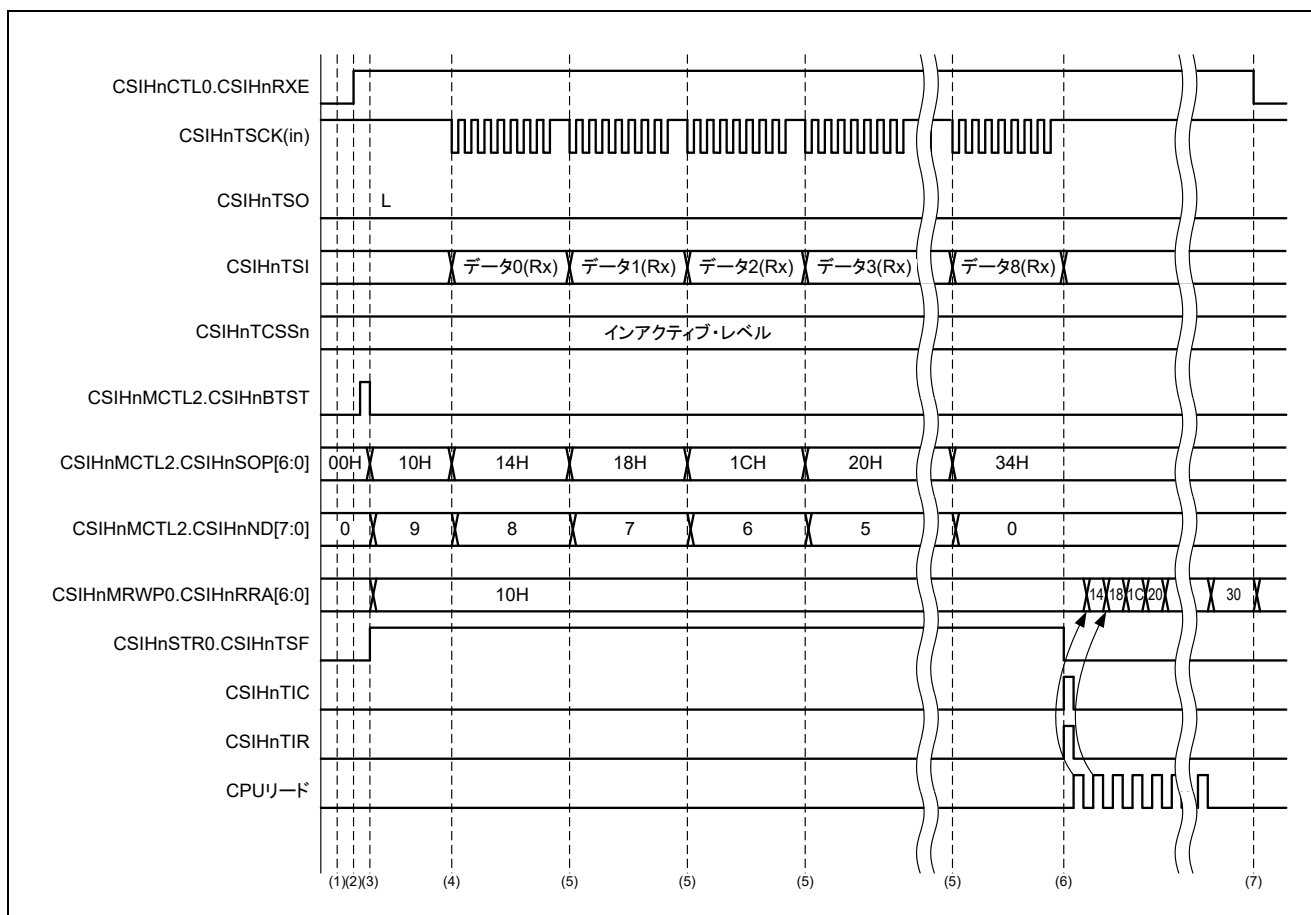 CSIHnCTL0.CSIHnRXE
CSIHnTSCK(in)
CSIHnTSO L
CSIHnTSI データ0(Rx) データ1(Rx) データ2(Rx) データ3(Rx) データ8(Rx)
CSIHnTCSSn インアクティブ・レベル
CSIHnMCTL2.CSIHnBTST
CSIHnMCTL2.CSIHnSOP[6:0] 00H 10H 14H 18H 1CH 20H 34H
CSIHnMCTL2.CSIHnND[7:0] 0 9 8 7 6 5 0
CSIHnMRWP0.CSIHnRRA[6:0] 10H 14 18 1C 20 30
CSIHnSTR0.CSIHnTSF
CSIHnTIC
CSIHnTIR
CPUリード
(1) (2) (3) (4) (5) (5) (5) (5) (6) (7)